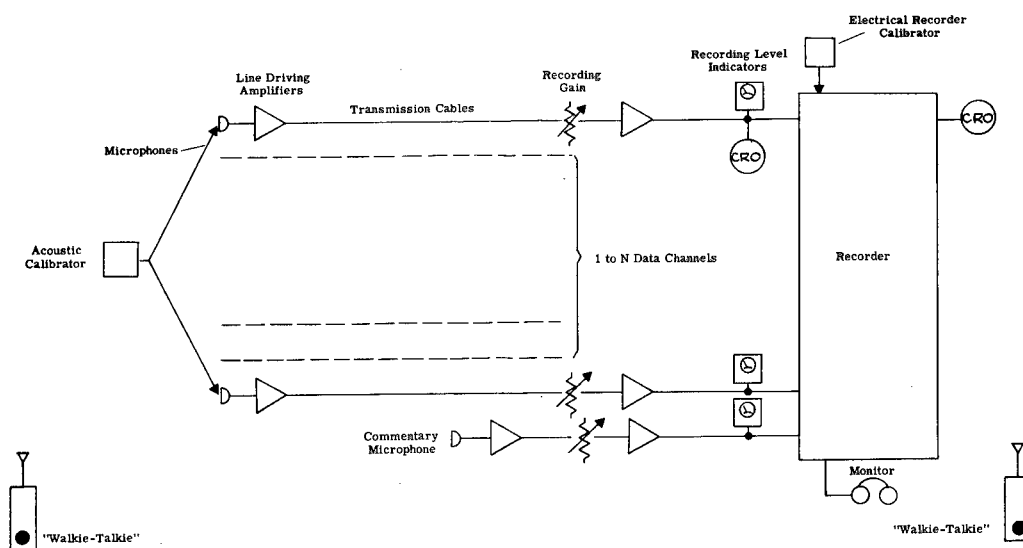 Electrical Recorder
Calibrator
Recording Level
Indicators
Line Driving
Amplifiers
Recording
Gain
Transmission Cables
CRO
Microphones
CRO
Acoustic
Calibrator
1 to N Data Channels
Recorder
Commentary
Microphone
Monitor
"Walkie-Talkie"
"Walkie-Talkie"